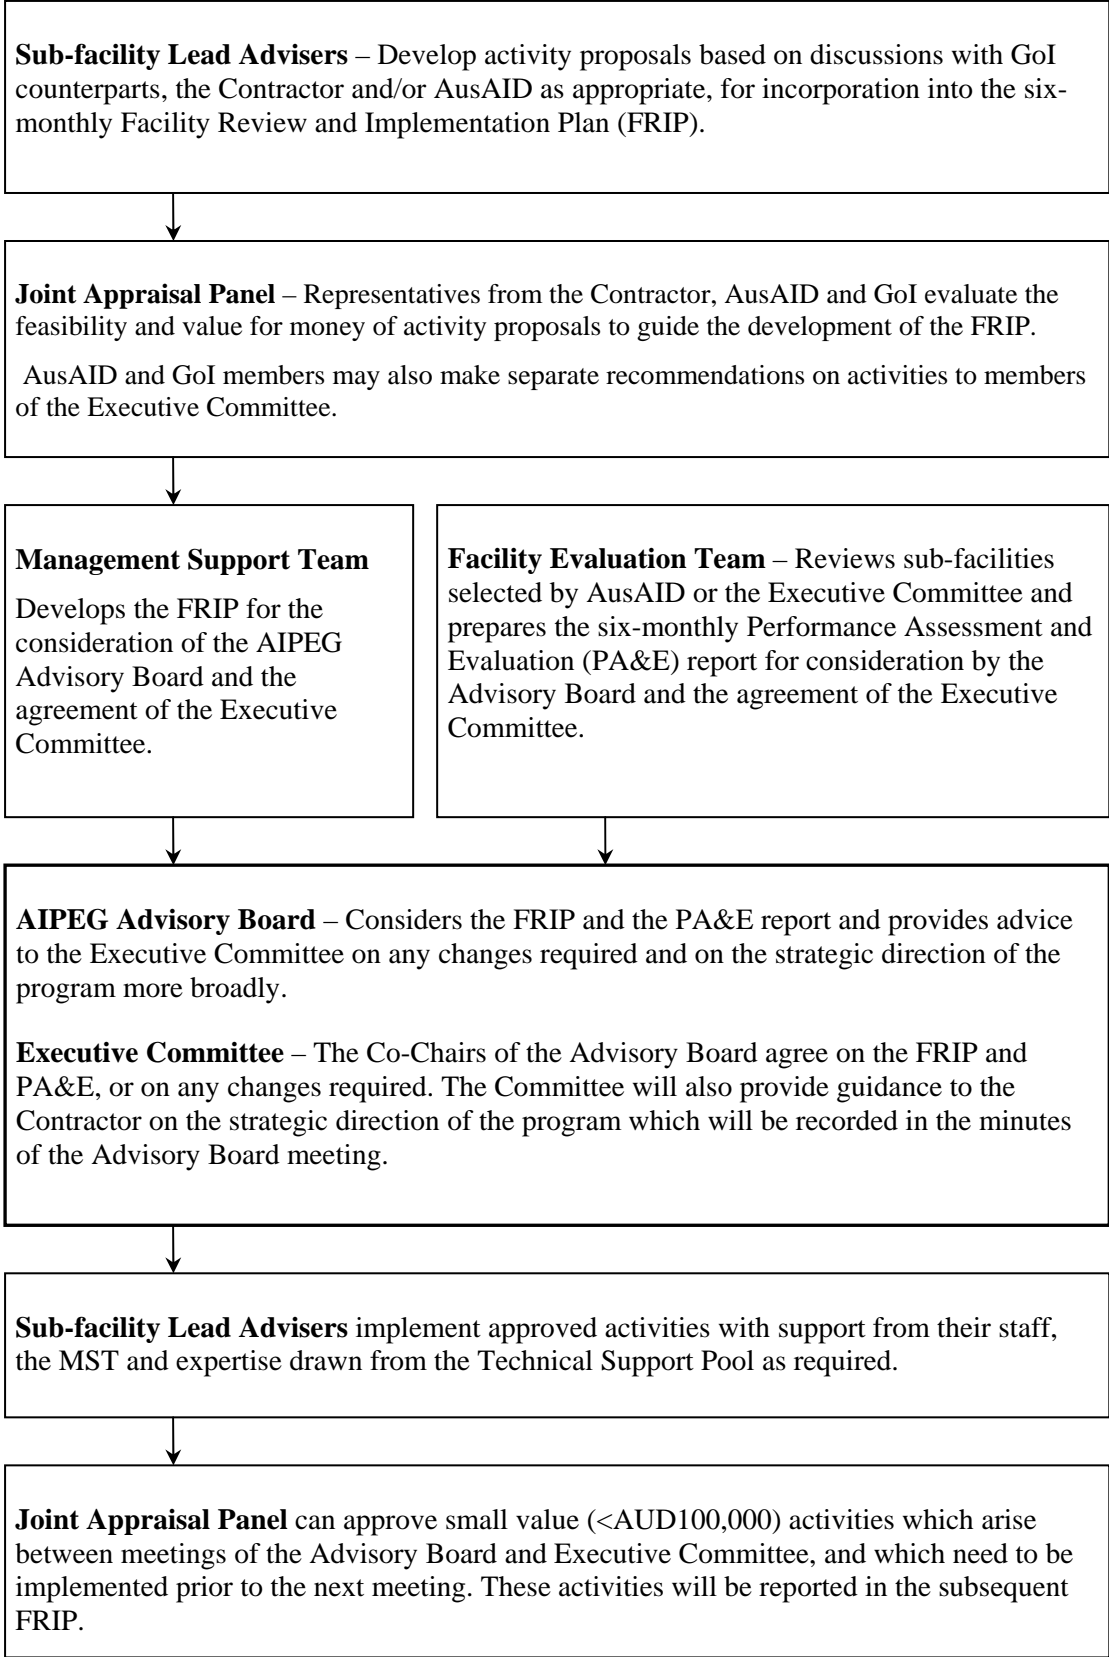 Sub-facility Lead Advisers – Develop activity proposals based on discussions with GoI
counterparts, the Contractor and/or AusAID as appropriate, for incorporation into the six-
monthly Facility Review and Implementation Plan (FRIP).
Joint Appraisal Panel – Representatives from the Contractor, AusAID and GoI evaluate the
feasibility and value for money of activity proposals to guide the development of the FRIP.
AusAID and GoI members may also make separate recommendations on activities to members
of the Executive Committee.
Management Support Team
Develops the FRIP for the
consideration of the AIPEG
Advisory Board and the
agreement of the Executive
Committee.
Facility Evaluation Team – Reviews sub-facilities
selected by AusAID or the Executive Committee and
prepares the six-monthly Performance Assessment and
Evaluation (PA&E) report for consideration by the
Advisory Board and the agreement of the Executive
Committee.
AIPEG Advisory Board – Considers the FRIP and the PA&E report and provides advice
to the Executive Committee on any changes required and on the strategic direction of the
program more broadly.
Executive Committee – The Co-Chairs of the Advisory Board agree on the FRIP and
PA&E, or on any changes required. The Committee will also provide guidance to the
Contractor on the strategic direction of the program which will be recorded in the minutes
of the Advisory Board meeting.
Sub-facility Lead Advisers implement approved activities with support from their staff,
the MST and expertise drawn from the Technical Support Pool as required.
Joint Appraisal Panel can approve small value (<AUD100,000) activities which arise
between meetings of the Advisory Board and Executive Committee, and which need to be
implemented prior to the next meeting. These activities will be reported in the subsequent
FRIP.